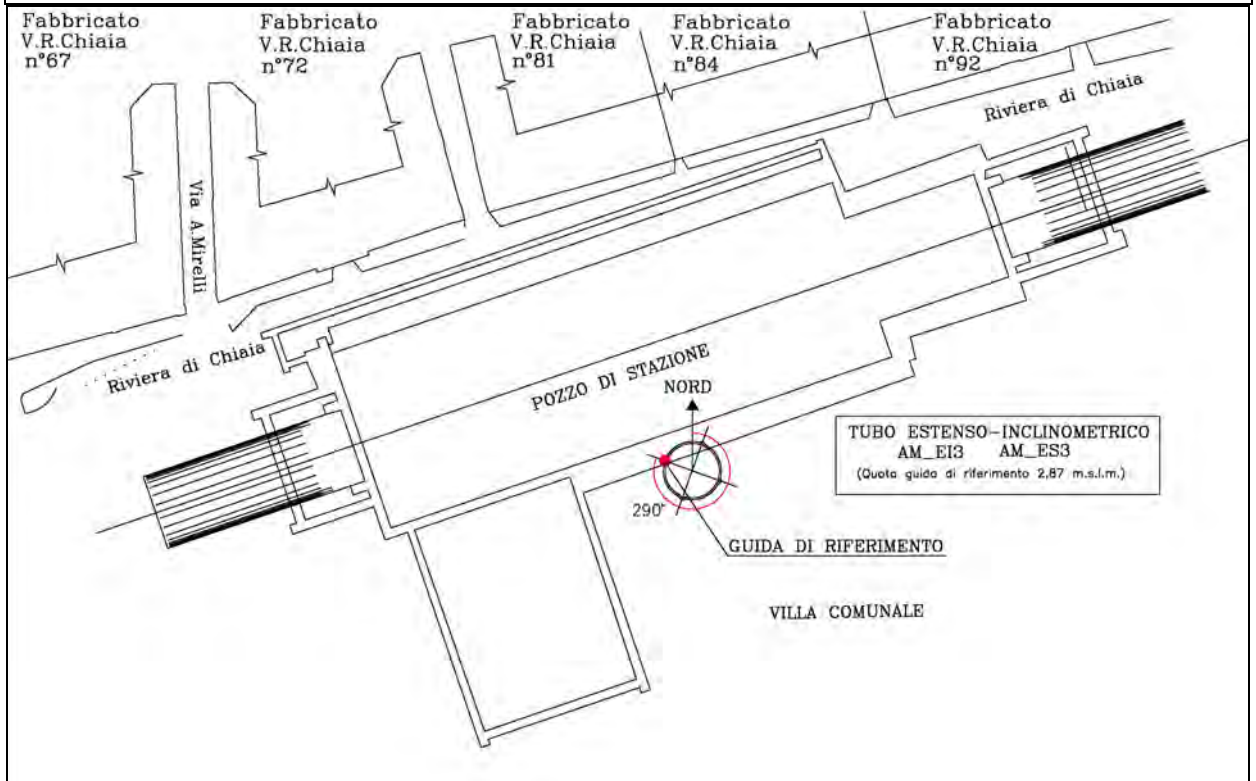 Fabbricato
V.R.Chiaia
n°67
Fabbricato
V.R.Chiaia
n°72
Fabbricato
V.R.Chiaia
n°81
Fabbricato
V.R.Chiaia
n°84
Fabbricato
V.R.Chiaia
n°92
Riviera di Chiaia
Via A.Mirelli
Riviera di Chiaia
POZZO DI STAZIONE
NORD
TUBO ESTENSO-INCLINOMETRICO
AM_EI3 AM_ES3
(Quota guida di riferimento 2,87 m.s.l.m.)
290°
GUIDA DI RIFERIMENTO
VILLA COMUNALE